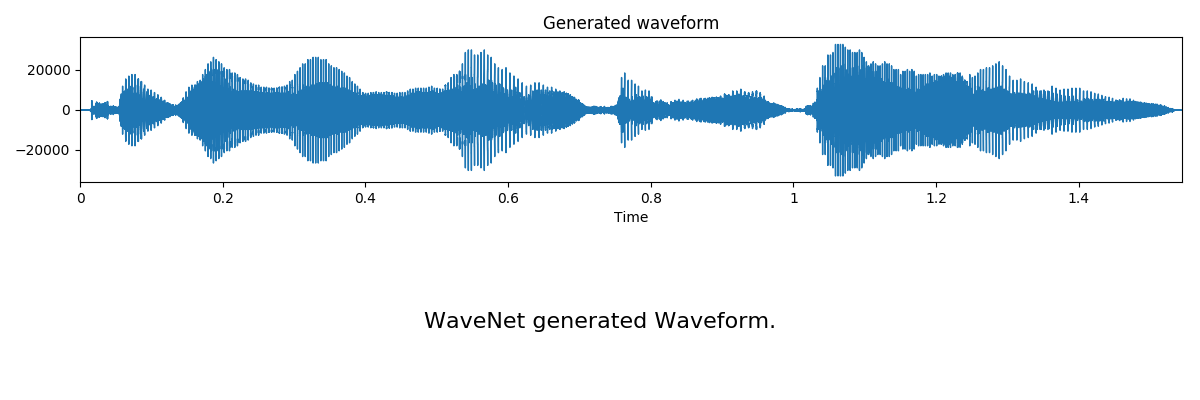 Generated waveform
20000
0
−20000
0 0.2 0.4 0.6 0.8 1 1.2 1.4
Time
WaveNet generated Waveform.